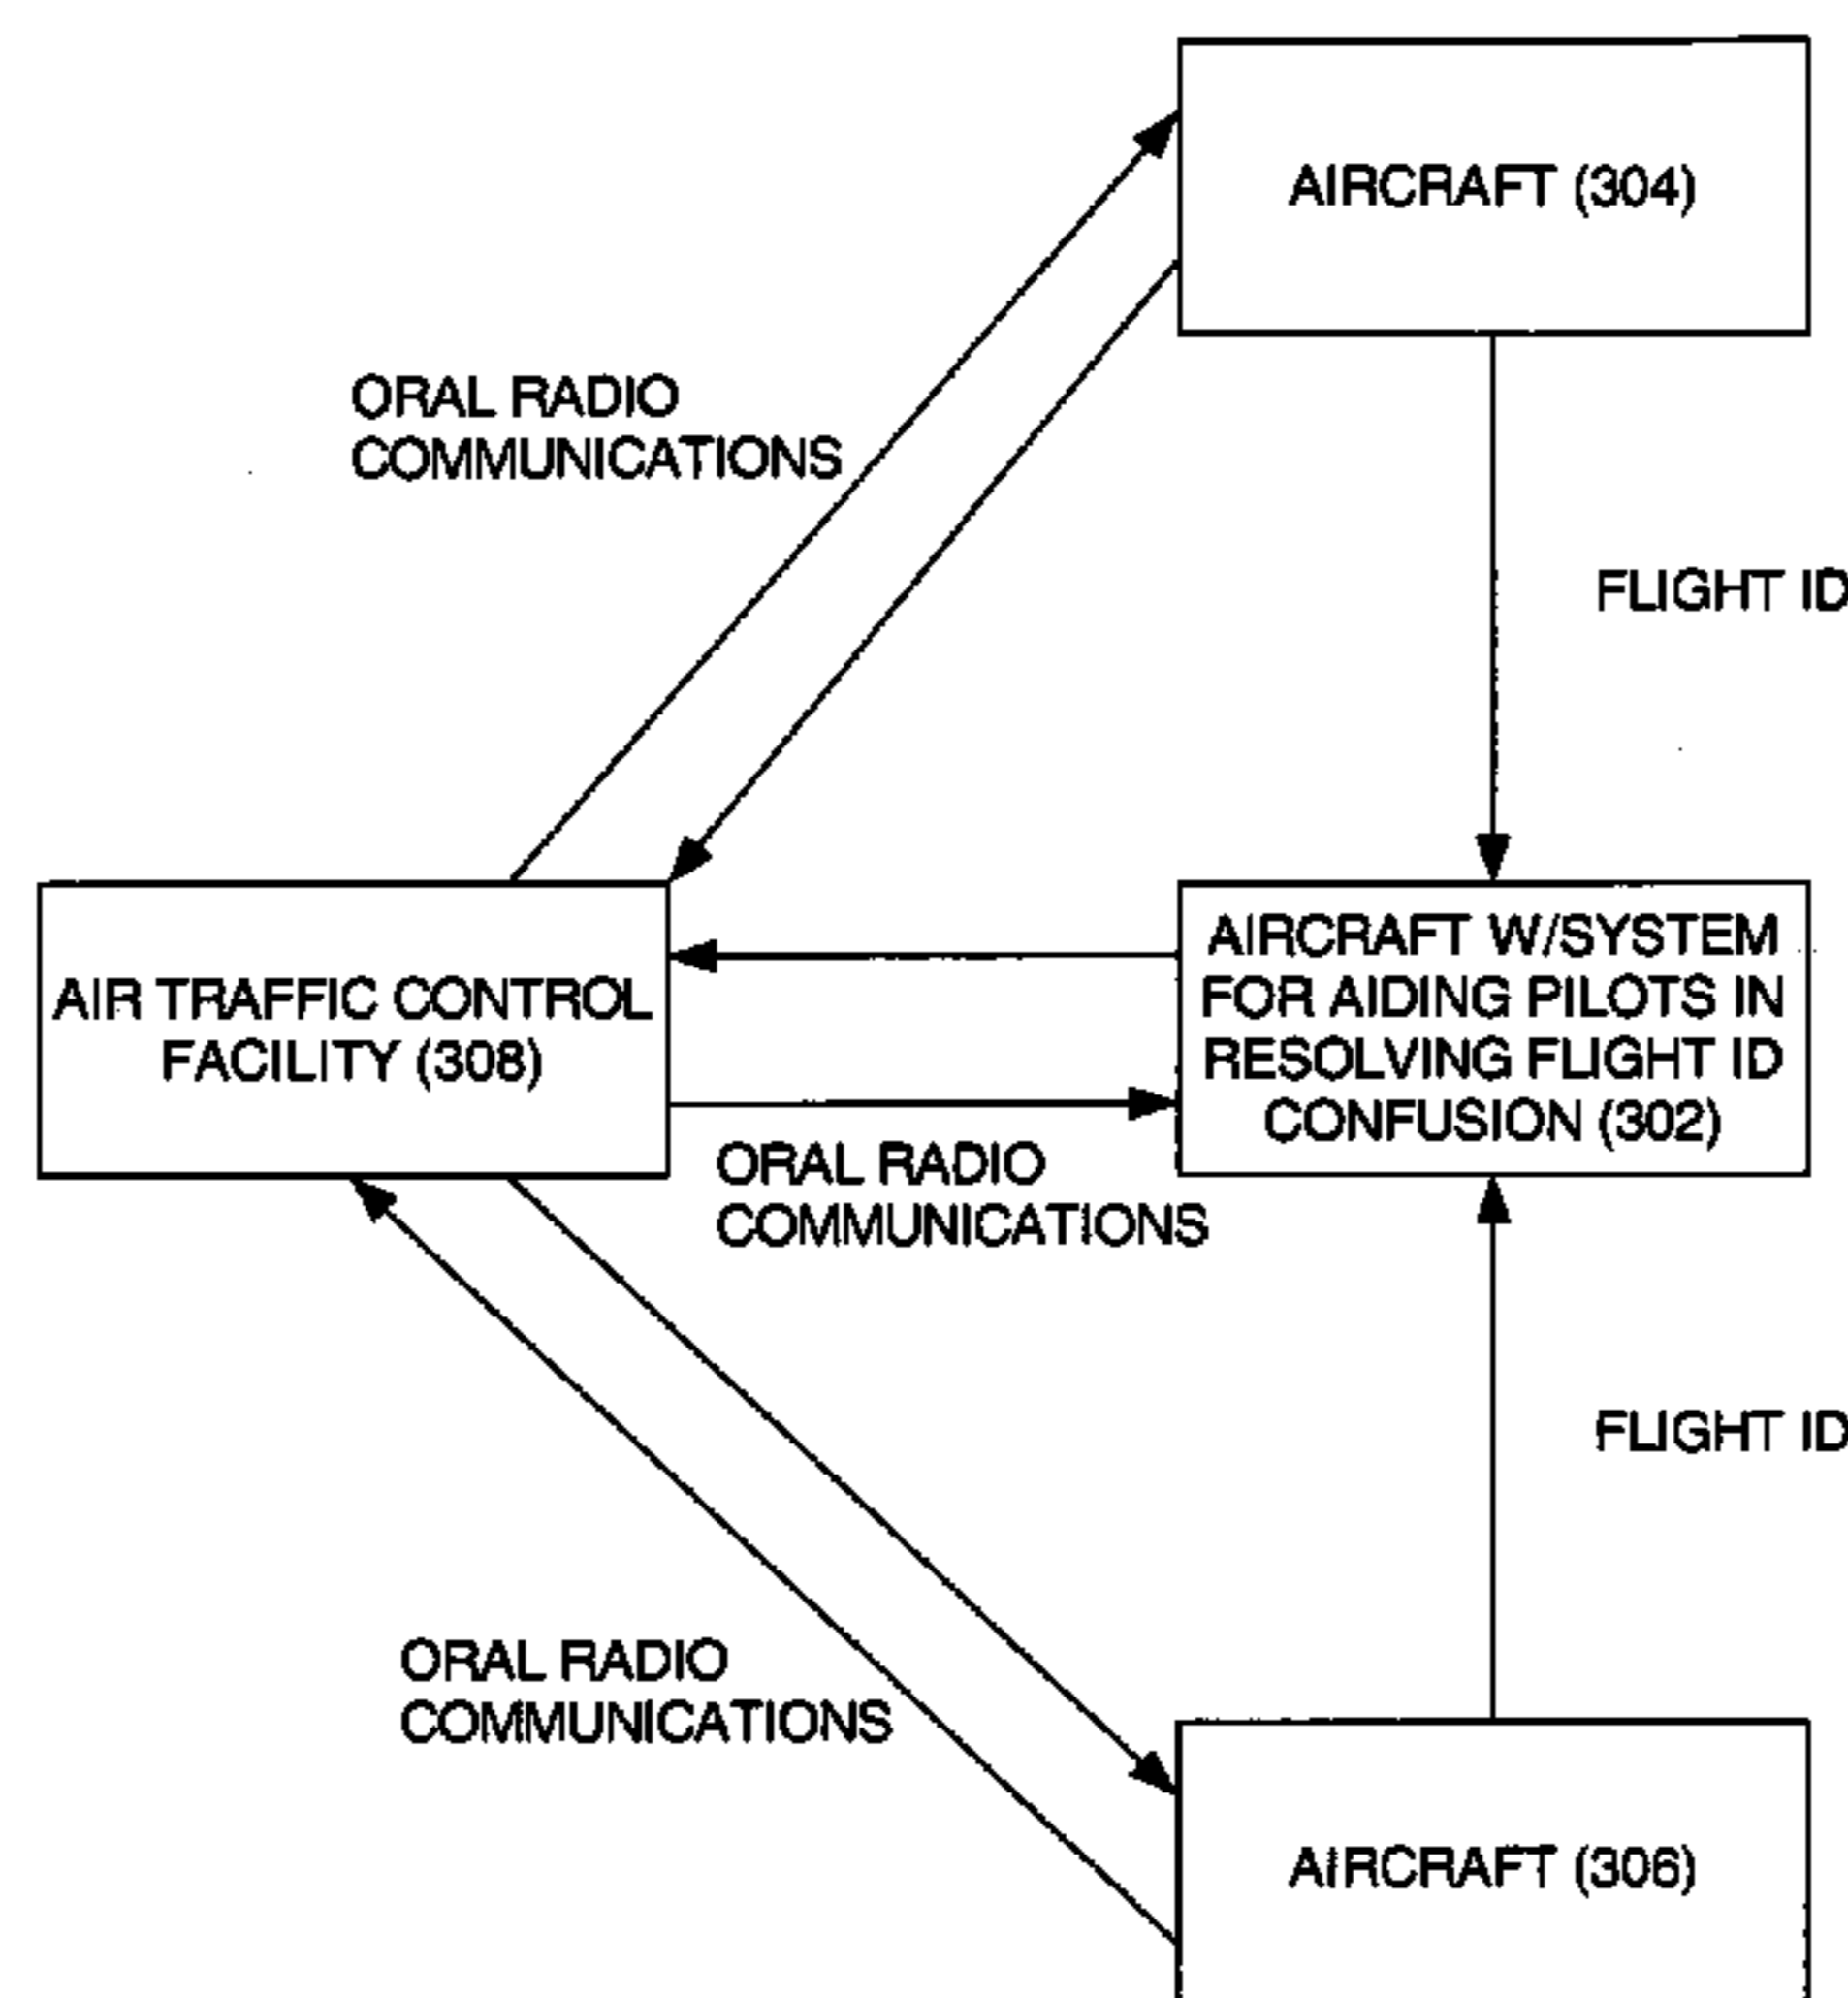 AIRCRAFT (304)
ORAL RADIO
COMMUNICATIONS
FLIGHT ID
AIR TRAFFIC CONTROL
FACILITY (308)
AIRCRAFT W/SYSTEM
FOR AIDING PILOTS IN
RESOLVING FLIGHT ID
CONFUSION (302)
ORAL RADIO
COMMUNICATIONS
FLIGHT ID
ORAL RADIO
COMMUNICATIONS
AIRCRAFT (306)